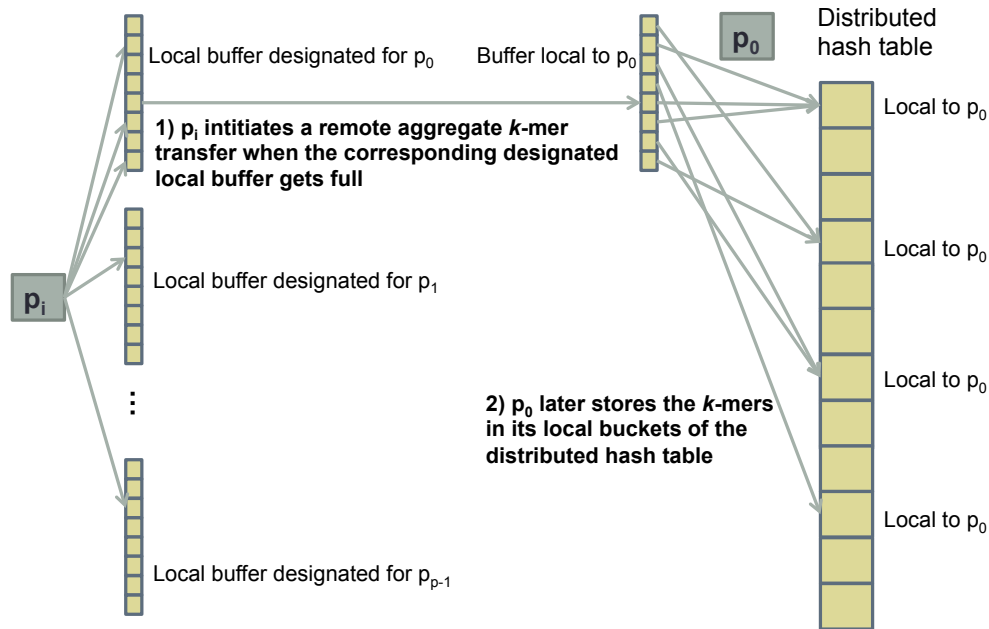 Distributed
hash table
p₀
Local buffer designated for p₀
Buffer local to p₀
Local to p₀
1) pᵢ intitiates a remote aggregate k-mer
transfer when the corresponding designated
local buffer gets full
Local to p₀
pᵢ
Local buffer designated for p₁
...
Local to p₀
2) p₀ later stores the k-mers
in its local buckets of the
distributed hash table
Local to p₀
Local buffer designated for pₚ₋₁